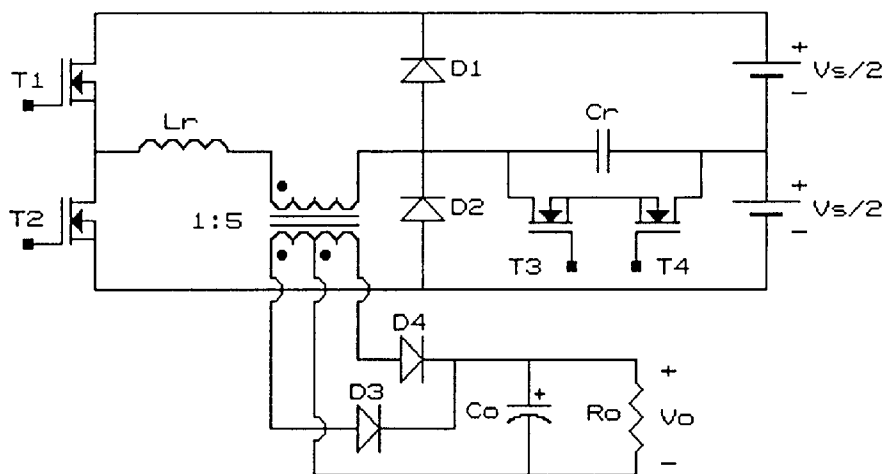 T1
D1
+
Vs/2
−
Lr
Cr
T2
1:5
D2
+
Vs/2
−
T3
T4
D4
D3
+
Co
Ro
+
Vo
−